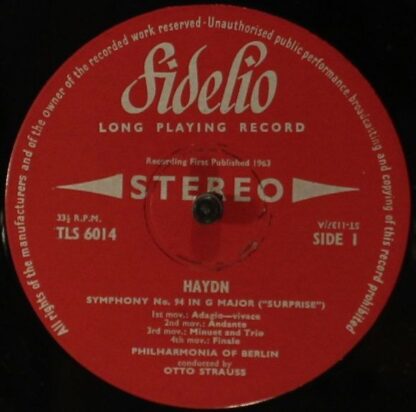 All rights of the manufacturers and of the owner of the recorded work reserved - Unauthorised public performance broadcasting and copying of this record prohibited
Fidelio
LONG PLAYING RECORD
Recording First Published 1963
STEREO
33⅓ R.P.M.
TLS 6014
ST.1137/A
SIDE 1
HAYDN
SYMPHONY No. 94 IN G MAJOR ("SURPRISE")
1st mov.: Adagio—vivace
2nd mov.: Andante
3rd mov.: Minuet and Trio
4th mov.: Finale
PHILHARMONIA OF BERLIN
conducted by
OTTO STRAUSS